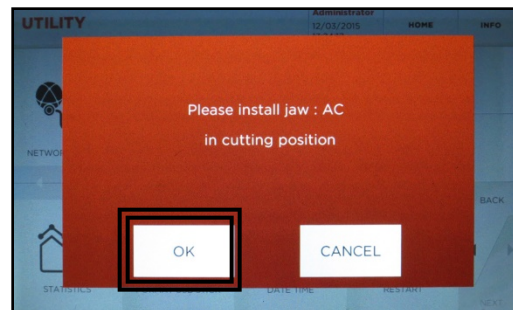 UTILITY
Administrator
12/03/2015
HOME
INFO
Please install jaw : AC
in cutting position
BACK
OK
CANCEL
STATISTICS
DATE TIME
RESTART
NEXT